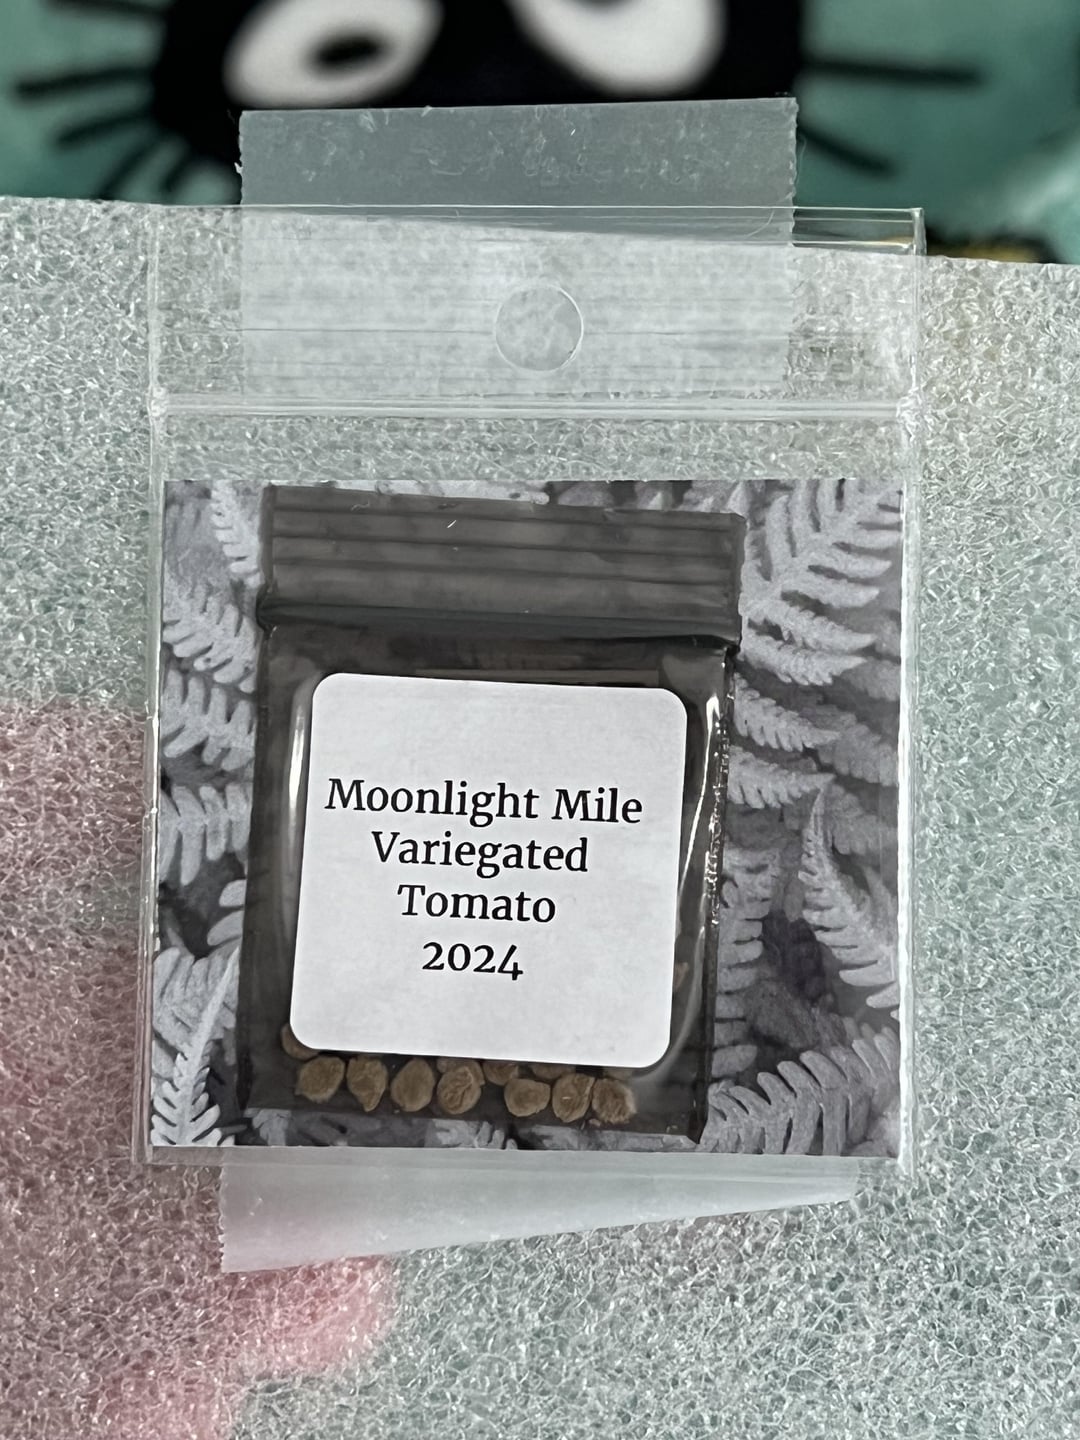 Moonlight Mile
Variegated
Tomato
2024